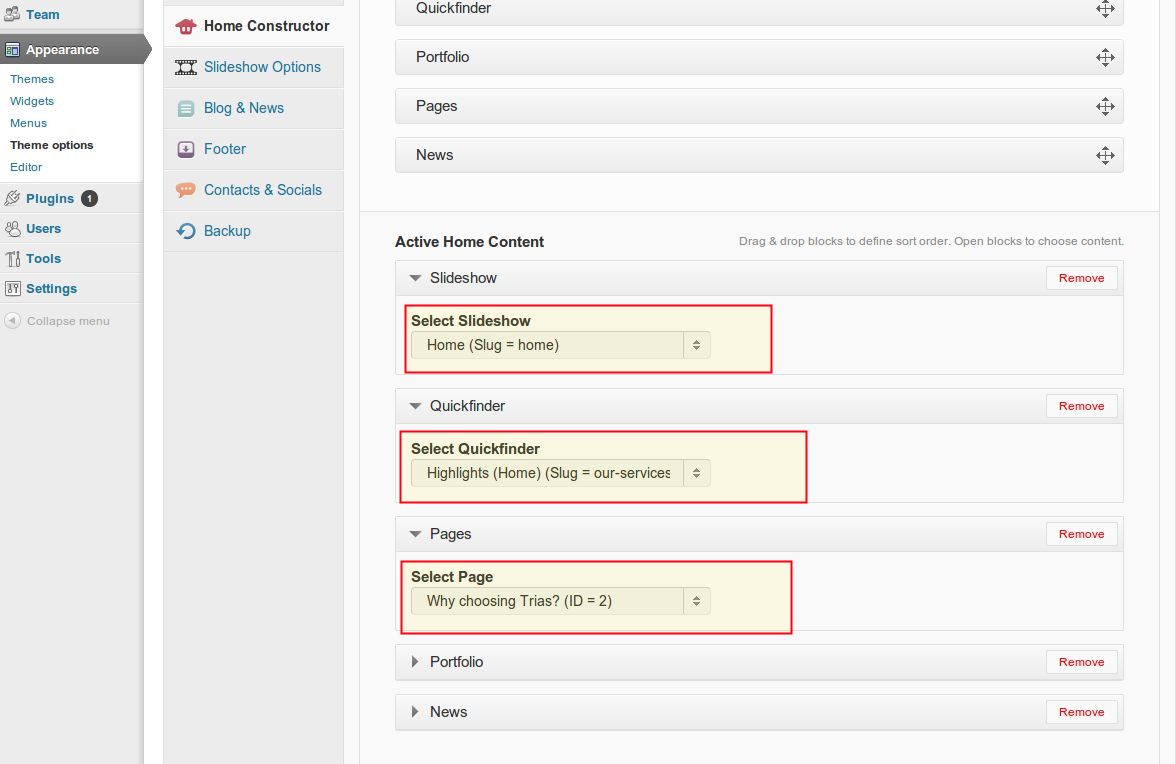 Team
Appearance
Themes
Widgets
Menus
Theme options
Editor
Plugins 1
Users
Tools
Settings
Collapse menu
Home Constructor
Slideshow Options
Blog & News
Footer
Contacts & Socials
Backup
Quickfinder
Portfolio
Pages
News
Active Home Content
Drag & drop blocks to define sort order. Open blocks to choose content.
Slideshow
Remove
Select Slideshow
Home (Slug = home)
Quickfinder
Remove
Select Quickfinder
Highlights (Home) (Slug = our-services
Pages
Remove
Select Page
Why choosing Trias? (ID = 2)
Portfolio
Remove
News
Remove